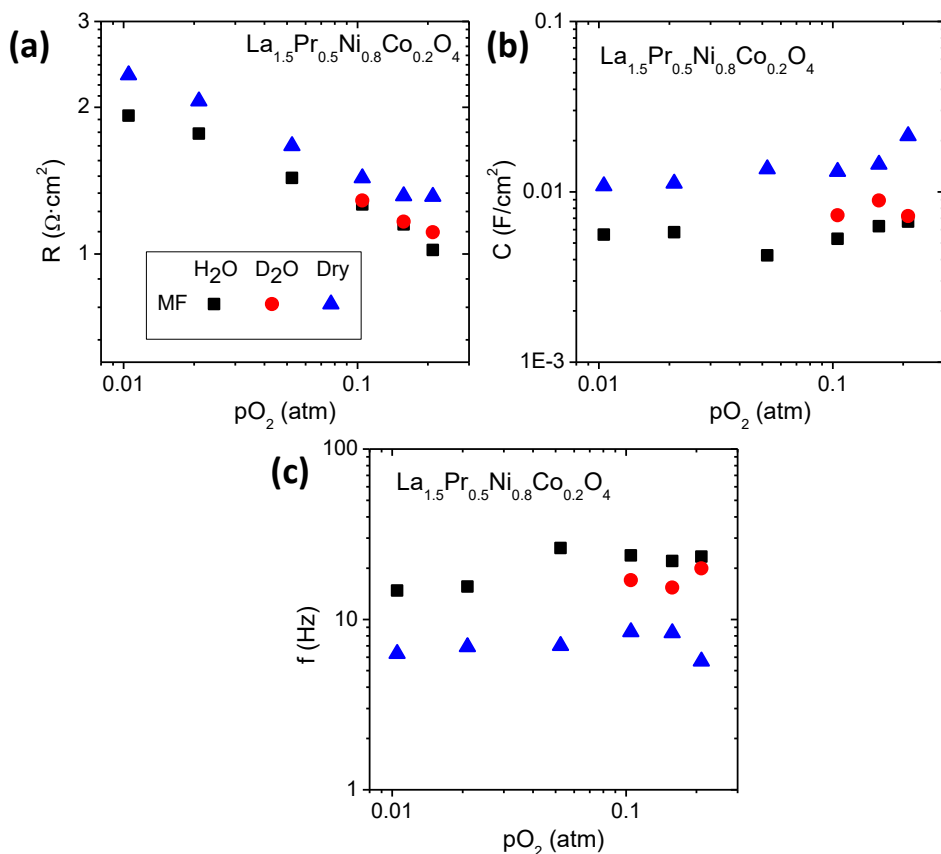 (a)
La1.5Pr0.5Ni0.8Co0.2O4
3
2
1
R (Ω·cm2)
H2O D2O Dry
MF
0.01 0.1
pO2 (atm)
(b)
La1.5Pr0.5Ni0.8Co0.2O4
0.1
0.01
1E-3
C (F/cm2)
0.01 0.1
pO2 (atm)
(c)
La1.5Pr0.5Ni0.8Co0.2O4
100
10
1
f (Hz)
0.01 0.1
pO2 (atm)